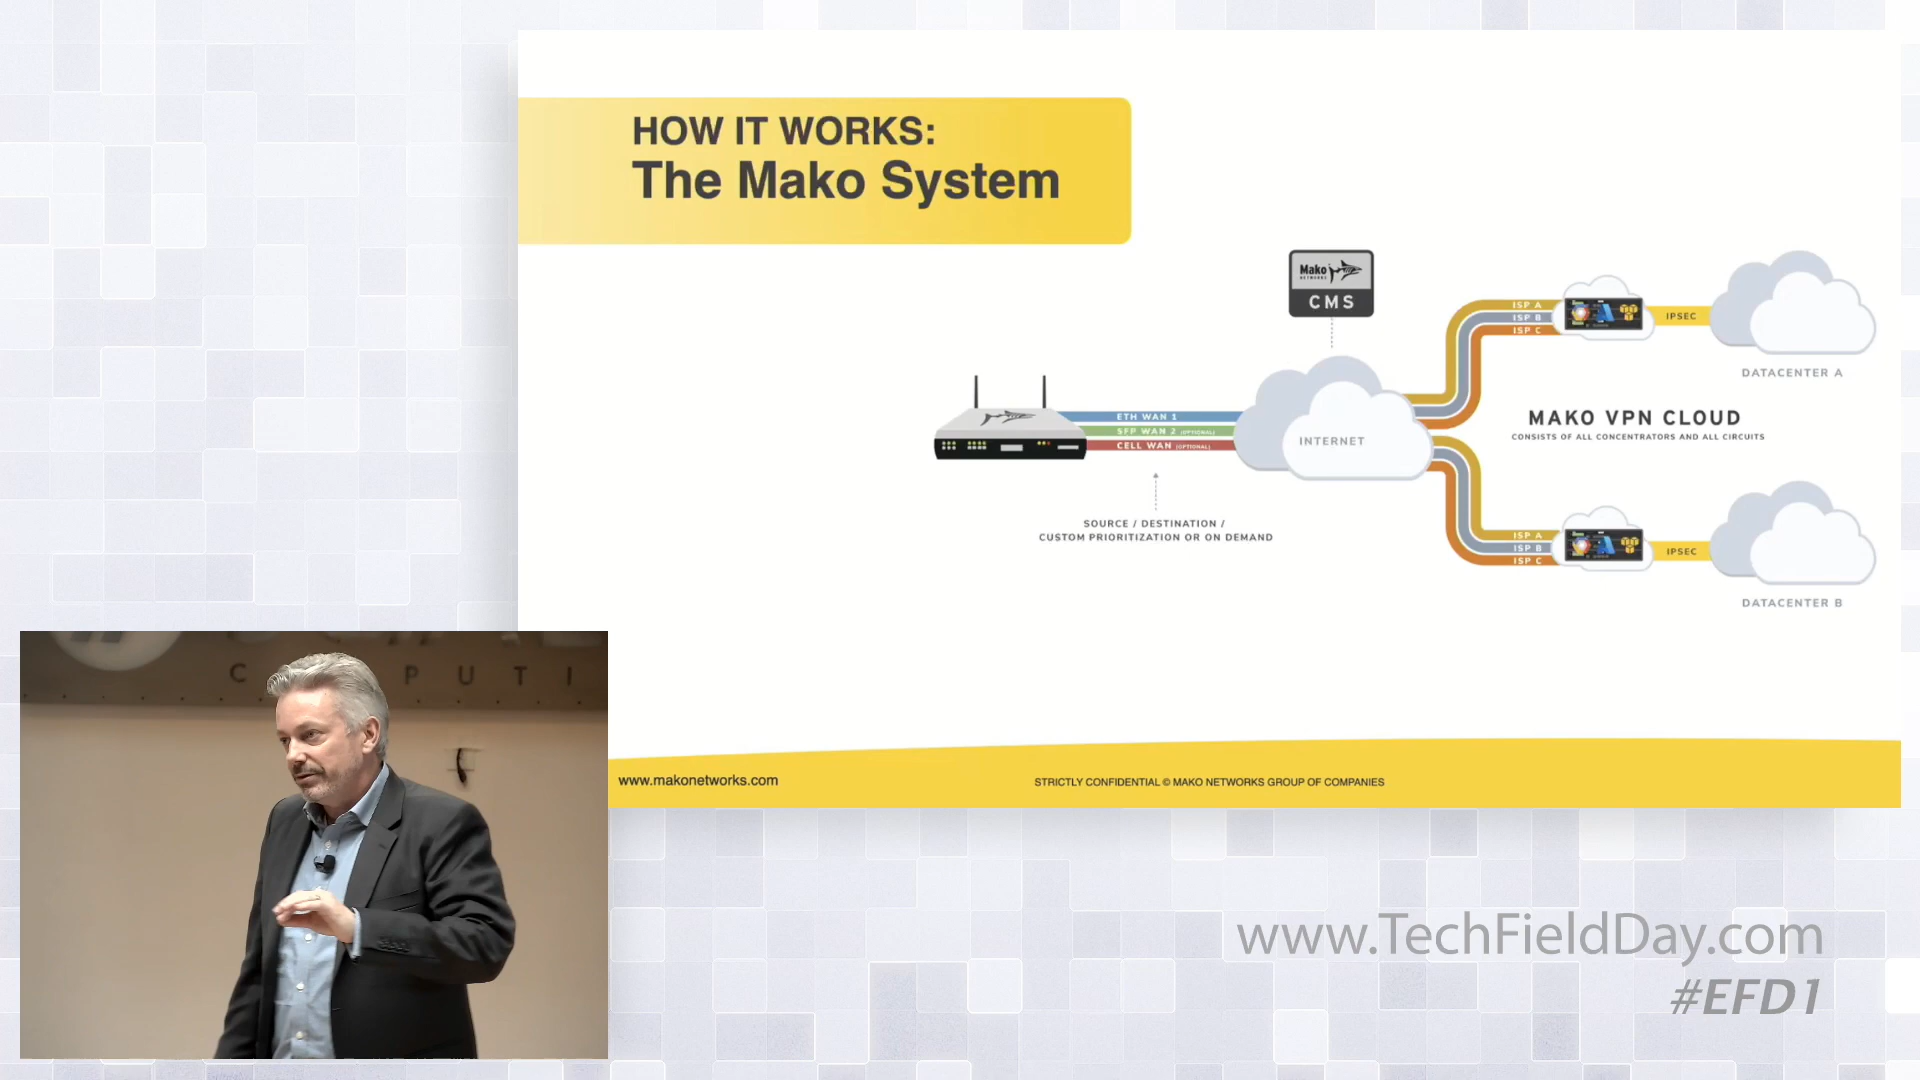 HOW IT WORKS:
The Mako System
Mako
NETWORKS
CMS
ETH WAN 1
SFP WAN 2 (OPTIONAL)
CELL WAN (OPTIONAL)
INTERNET
SOURCE / DESTINATION /
CUSTOM PRIORITIZATION OR ON DEMAND
ISP A
ISP B
ISP C
IPSEC
DATACENTER A
MAKO VPN CLOUD
CONSISTS OF ALL CONCENTRATORS AND ALL CIRCUITS
ISP A
ISP B
ISP C
IPSEC
DATACENTER B
www.makonetworks.com
STRICTLY CONFIDENTIAL © MAKO NETWORKS GROUP OF COMPANIES
www.TechFieldDay.com
#EFD1